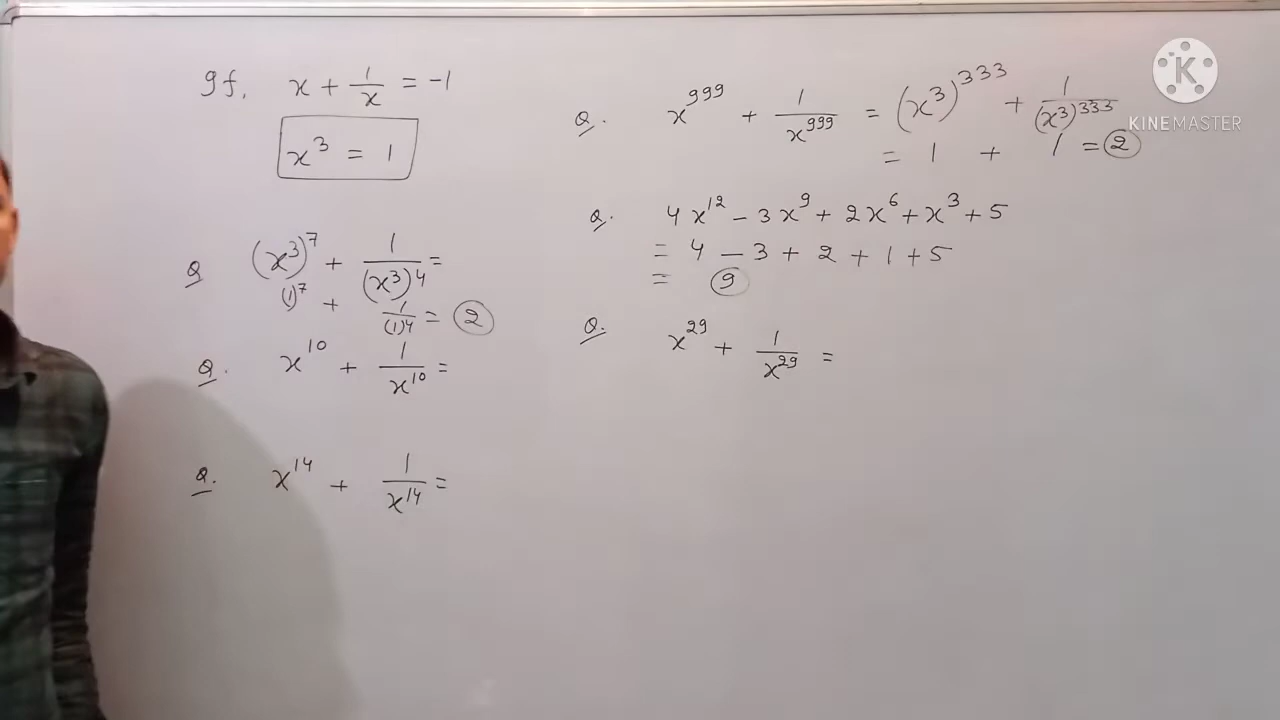 gf, x + 1/x = -1
x³ = 1
Q (x³)⁷ + 1/(x³)⁴ =
(1)⁷ + 1/(1)⁴ = 2
Q. x¹⁰ + 1/x¹⁰ =
Q. x¹⁴ + 1/x¹⁴ =
Q. x⁹⁹⁹ + 1/x⁹⁹⁹ = (x³)³³³ + 1/(x³)³³³
= 1 + 1 = 2
Q. 4x¹² - 3x⁹ + 2x⁶ + x³ + 5
= 4 - 3 + 2 + 1 + 5
= 9
Q. x²⁹ + 1/x²⁹ =
K
KINEMASTER